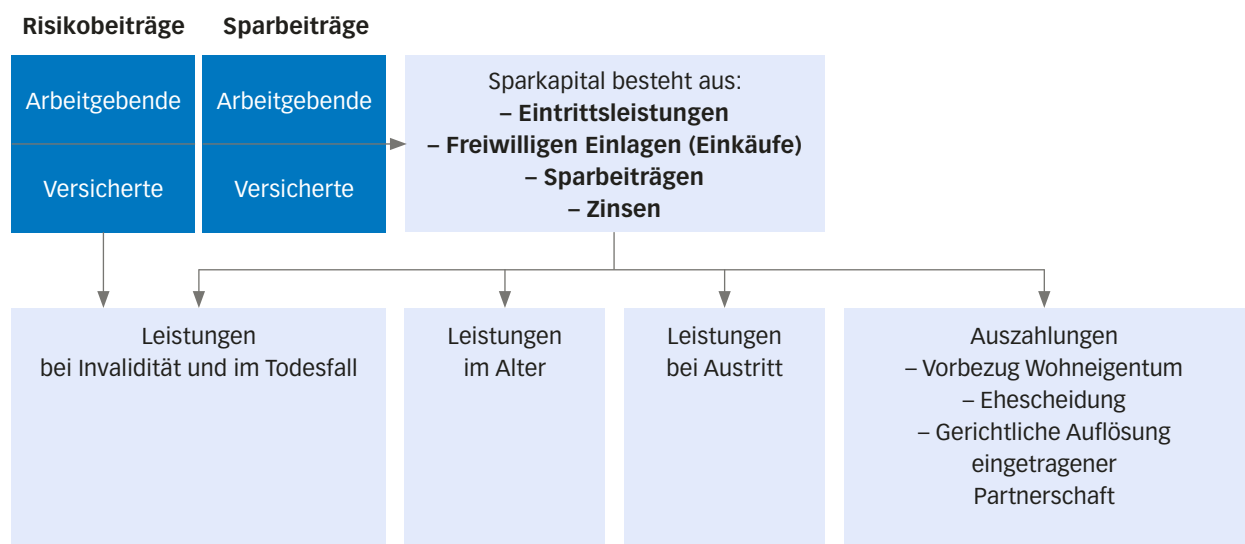 Risikobeiträge
Sparbeiträge
Arbeitgebende
Versicherte
Arbeitgebende
Versicherte
Sparkapital besteht aus:
– Eintrittsleistungen
– Freiwilligen Einlagen (Einkäufe)
– Sparbeiträgen
– Zinsen
Leistungen
bei Invalidität und im Todesfall
Leistungen
im Alter
Leistungen
bei Austritt
Auszahlungen
– Vorbezug Wohneigentum
– Ehescheidung
– Gerichtliche Auflösung
eingetragener
Partnerschaft